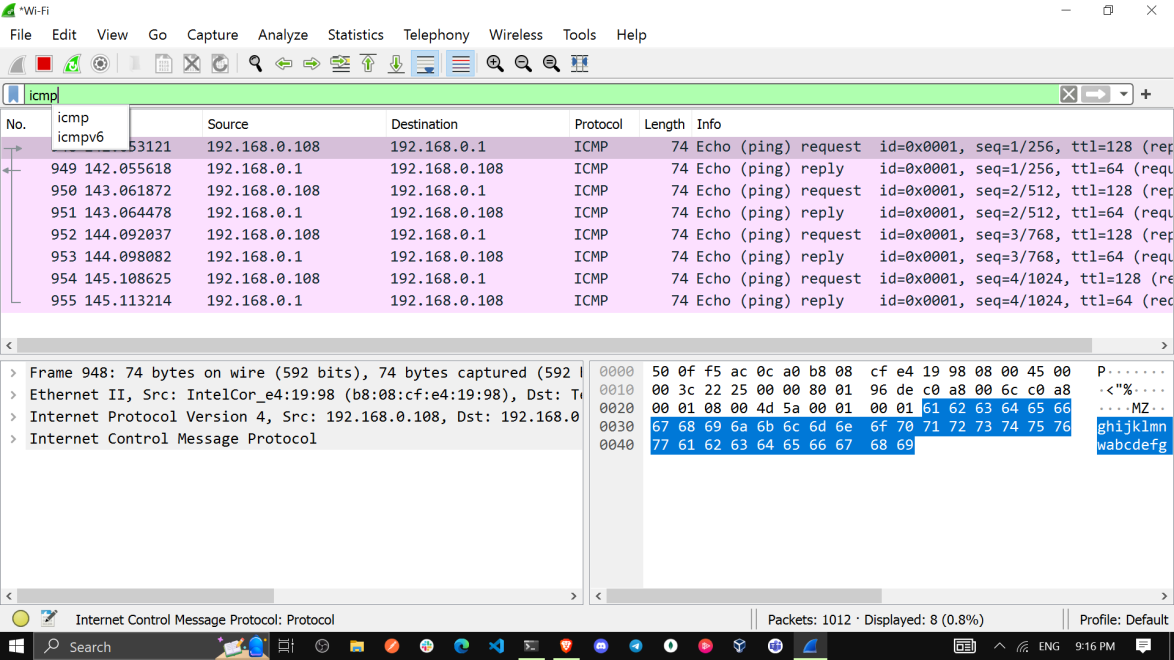 *Wi-Fi
File Edit View Go Capture Analyze Statistics Telephony Wireless Tools Help
icmp
icmp
icmpv6
No. Source Destination Protocol Length Info
53121 192.168.0.108 192.168.0.1 ICMP 74 Echo (ping) request id=0x0001, seq=1/256, ttl=128 (rep
949 142.055618 192.168.0.1 192.168.0.108 ICMP 74 Echo (ping) reply id=0x0001, seq=1/256, ttl=64 (requ
950 143.061872 192.168.0.108 192.168.0.1 ICMP 74 Echo (ping) request id=0x0001, seq=2/512, ttl=128 (rep
951 143.064478 192.168.0.1 192.168.0.108 ICMP 74 Echo (ping) reply id=0x0001, seq=2/512, ttl=64 (requ
952 144.092037 192.168.0.108 192.168.0.1 ICMP 74 Echo (ping) request id=0x0001, seq=3/768, ttl=128 (rep
953 144.098082 192.168.0.1 192.168.0.108 ICMP 74 Echo (ping) reply id=0x0001, seq=3/768, ttl=64 (requ
954 145.108625 192.168.0.108 192.168.0.1 ICMP 74 Echo (ping) request id=0x0001, seq=4/1024, ttl=128 (re
955 145.113214 192.168.0.1 192.168.0.108 ICMP 74 Echo (ping) reply id=0x0001, seq=4/1024, ttl=64 (rec
Frame 948: 74 bytes on wire (592 bits), 74 bytes captured (592 b
Ethernet II, Src: IntelCor_e4:19:98 (b8:08:cf:e4:19:98), Dst: Te
Internet Protocol Version 4, Src: 192.168.0.108, Dst: 192.168.0
Internet Control Message Protocol
0000 50 0f f5 ac 0c a0 b8 08 cf e4 19 98 08 00 45 00 P·······
0010 00 3c 22 25 00 00 80 01 96 de c0 a8 00 6c c0 a8 ·<"%····
0020 00 01 08 00 4d 5a 00 01 00 01 61 62 63 64 65 66 ····MZ··
0030 67 68 69 6a 6b 6c 6d 6e 6f 70 71 72 73 74 75 76 ghijklmn
0040 77 61 62 63 64 65 66 67 68 69 wabcdefg
Internet Control Message Protocol: Protocol
Packets: 1012 · Displayed: 8 (0.8%)
Profile: Default
Search
ENG 9:16 PM